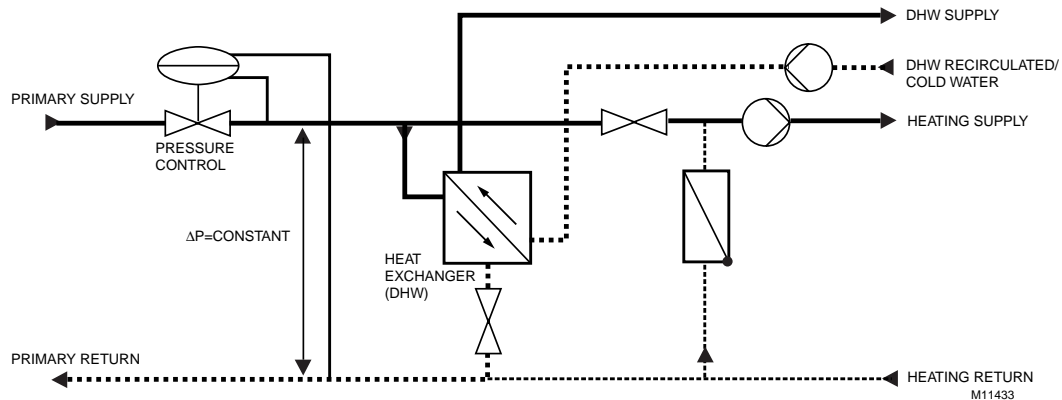 DHW SUPPLY
DHW RECIRCULATED/
COLD WATER
PRIMARY SUPPLY
HEATING SUPPLY
PRESSURE
CONTROL
ΔP=CONSTANT
HEAT
EXCHANGER
(DHW)
PRIMARY RETURN
HEATING RETURN
M11433